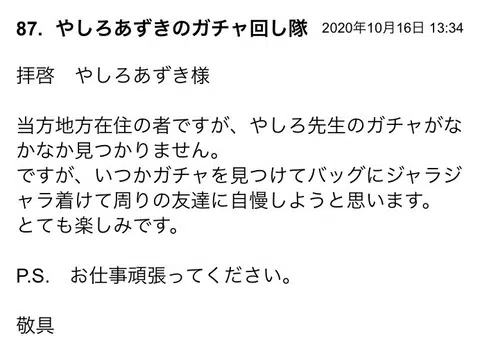 87. やしろあずきのガチャ回し隊 2020年10月16日 13:34
拝啓　やしろあずき様
当方地方在住の者ですが、やしろ先生のガチャがな
かなか見つかりません。
ですが、いつかガチャを見つけてバッグにジャラジ
ャラ着けて周りの友達に自慢しようと思います。
とても楽しみです。
P.S.　お仕事頑張ってください。
敬具